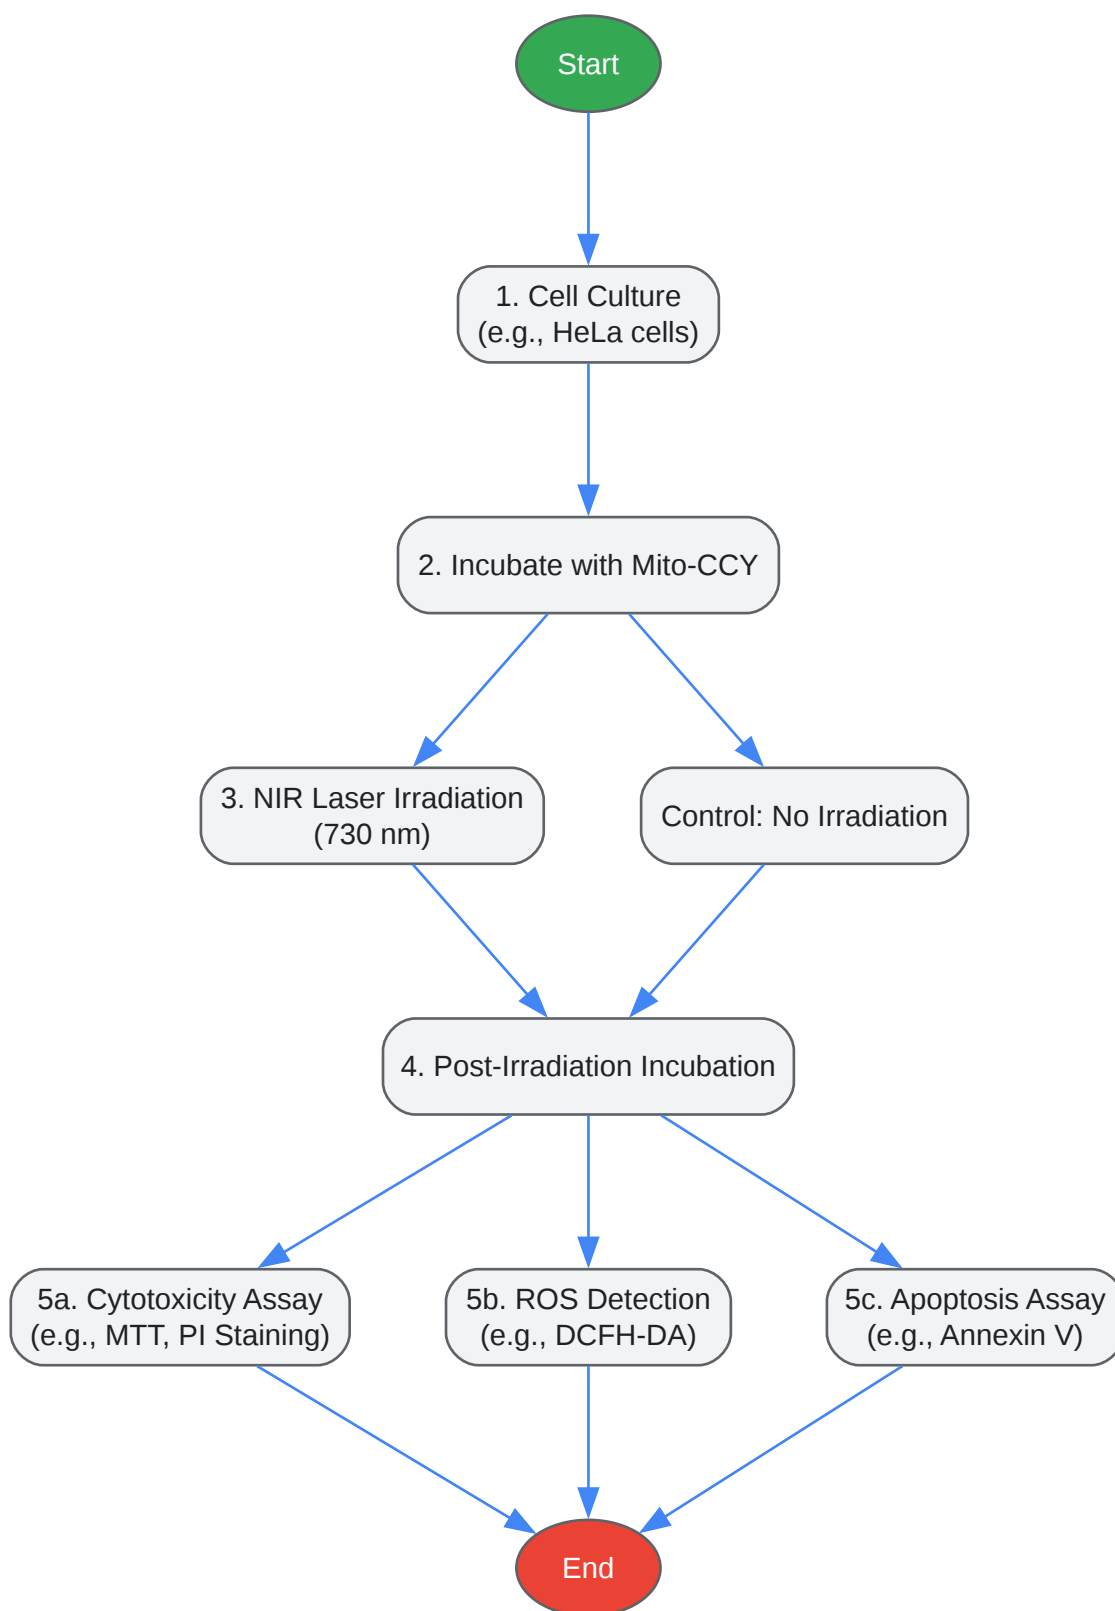 Start
1. Cell Culture
(e.g., HeLa cells)
2. Incubate with Mito-CCY
3. NIR Laser Irradiation
(730 nm)
Control: No Irradiation
4. Post-Irradiation Incubation
5a. Cytotoxicity Assay
(e.g., MTT, PI Staining)
5b. ROS Detection
(e.g., DCFH-DA)
5c. Apoptosis Assay
(e.g., Annexin V)
End